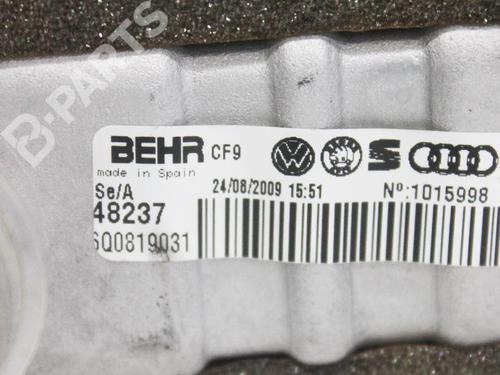 B-PARTS
BEHR CF9
made in Spain
Se/A
24/08/2009 15:51
Nº:1015998
48237
6Q0819031